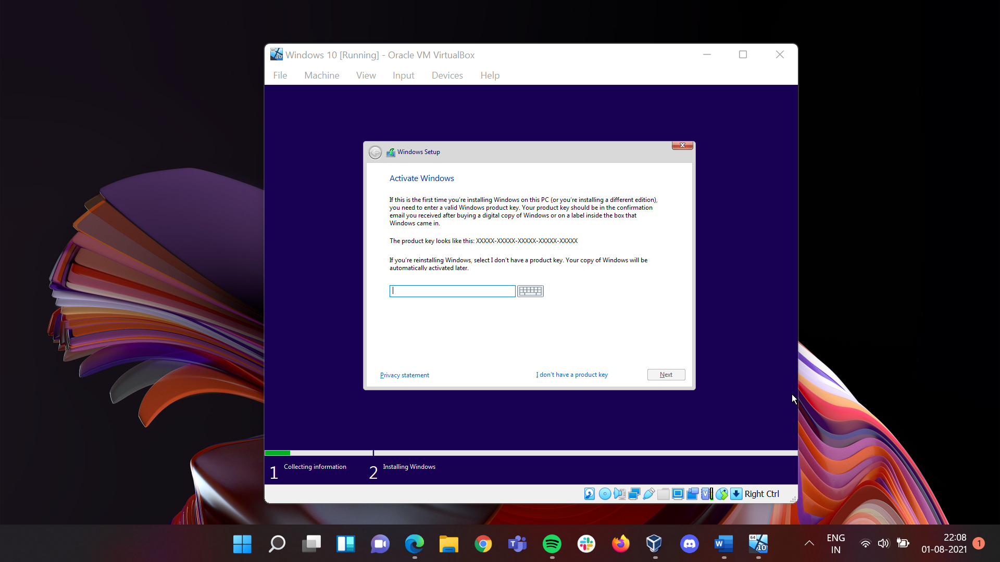 Windows 10 [Running] - Oracle VM VirtualBox
File Machine View Input Devices Help
Windows Setup
Activate Windows
If this is the first time you're installing Windows on this PC (or you're installing a different edition),
you need to enter a valid Windows product key. Your product key should be in the confirmation
email you received after buying a digital copy of Windows or on a label inside the box that
Windows came in.
The product key looks like this: XXXXX-XXXXX-XXXXX-XXXXX-XXXXX
If you're reinstalling Windows, select I don't have a product key. Your copy of Windows will be
automatically activated later.
Privacy statement I don't have a product key Next
1 Collecting information 2 Installing Windows
Right Ctrl
64
10
ENG
IN
22:08
01-08-2021
1